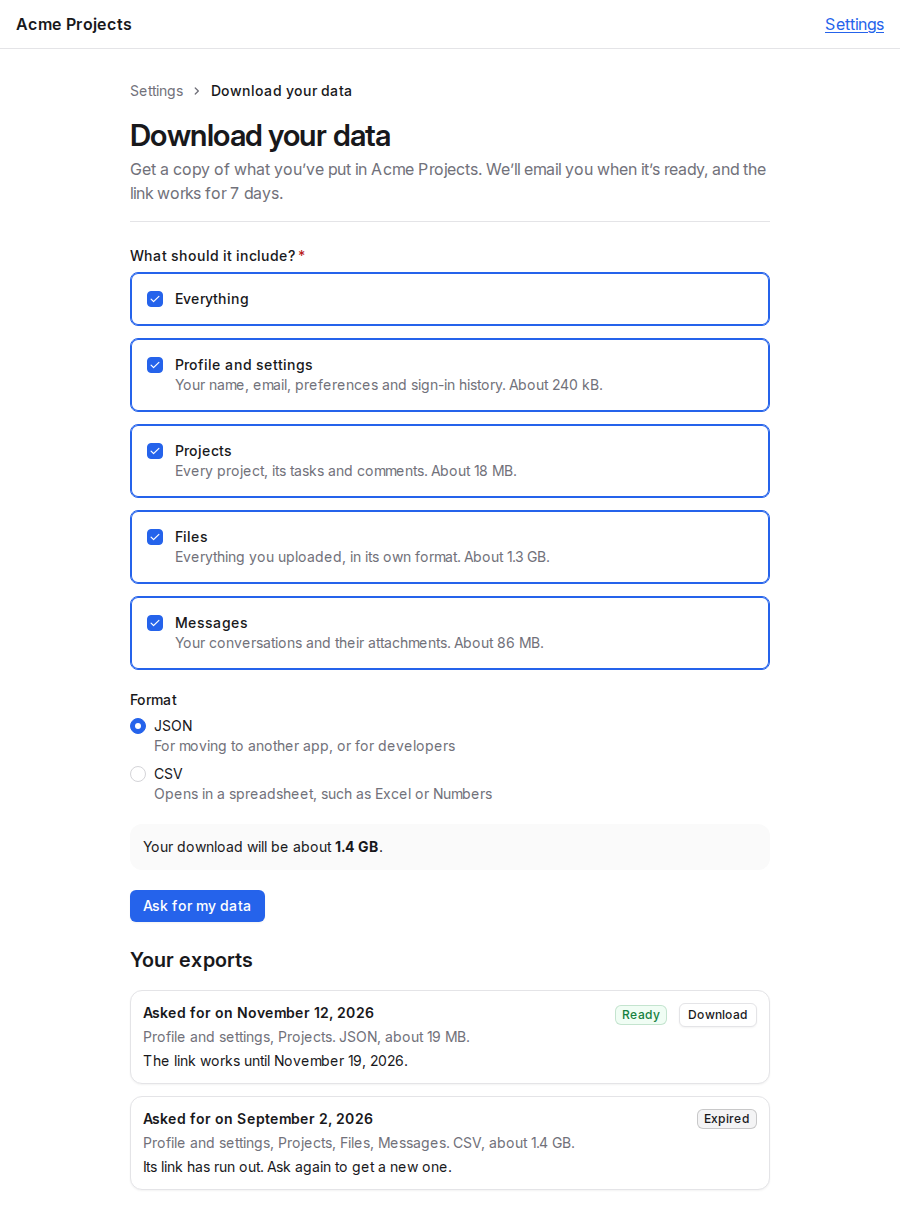 Acme Projects
Settings
Settings > Download your data
Download your data
Get a copy of what you’ve put in Acme Projects. We’ll email you when it’s ready, and the
link works for 7 days.
What should it include? *
Everything
Profile and settings
Your name, email, preferences and sign-in history. About 240 kB.
Projects
Every project, its tasks and comments. About 18 MB.
Files
Everything you uploaded, in its own format. About 1.3 GB.
Messages
Your conversations and their attachments. About 86 MB.
Format
JSON
For moving to another app, or for developers
CSV
Opens in a spreadsheet, such as Excel or Numbers
Your download will be about 1.4 GB.
Ask for my data
Your exports
Asked for on November 12, 2026
Ready
Download
Profile and settings, Projects. JSON, about 19 MB.
The link works until November 19, 2026.
Asked for on September 2, 2026
Expired
Profile and settings, Projects, Files, Messages. CSV, about 1.4 GB.
Its link has run out. Ask again to get a new one.